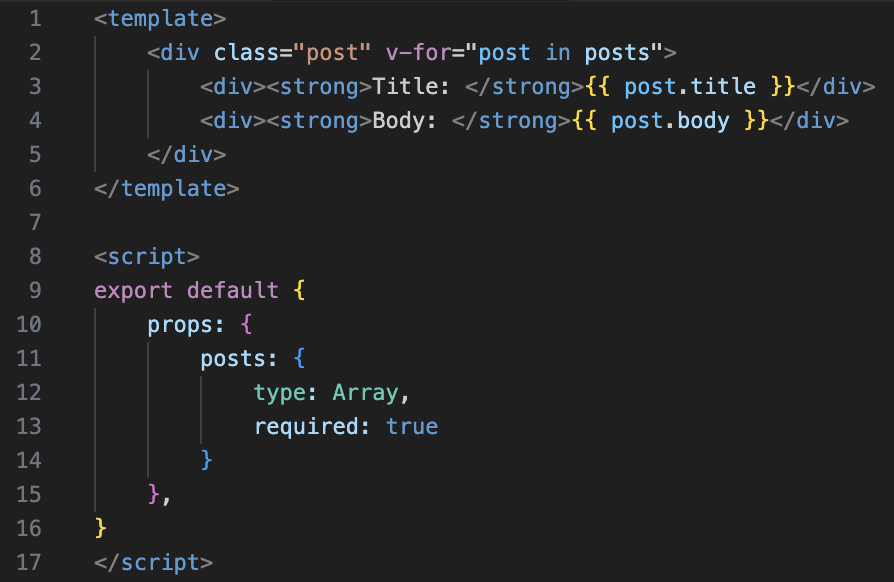 1 <template>
2     <div class="post" v-for="post in posts">
3         <div><strong>Title: </strong>{{ post.title }}</div>
4         <div><strong>Body: </strong>{{ post.body }}</div>
5     </div>
6 </template>
7
8 <script>
9 export default {
10     props: {
11         posts: {
12             type: Array,
13             required: true
14         }
15     },
16 }
17 </script>